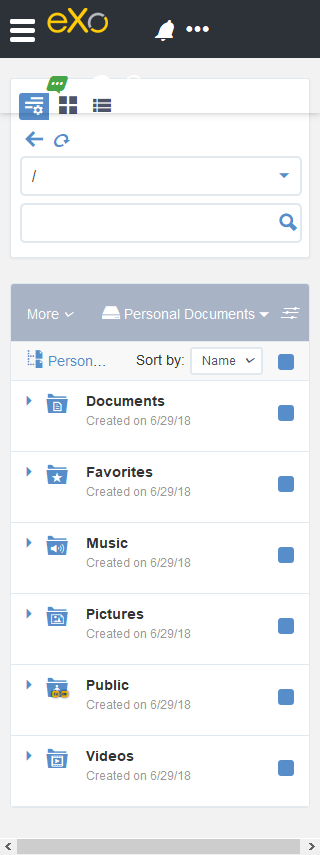 eXo
/
More
Personal Documents
Person...
Sort by:
Name
Documents
Created on 6/29/18
Favorites
Created on 6/29/18
Music
Created on 6/29/18
Pictures
Created on 6/29/18
Public
Created on 6/29/18
Videos
Created on 6/29/18